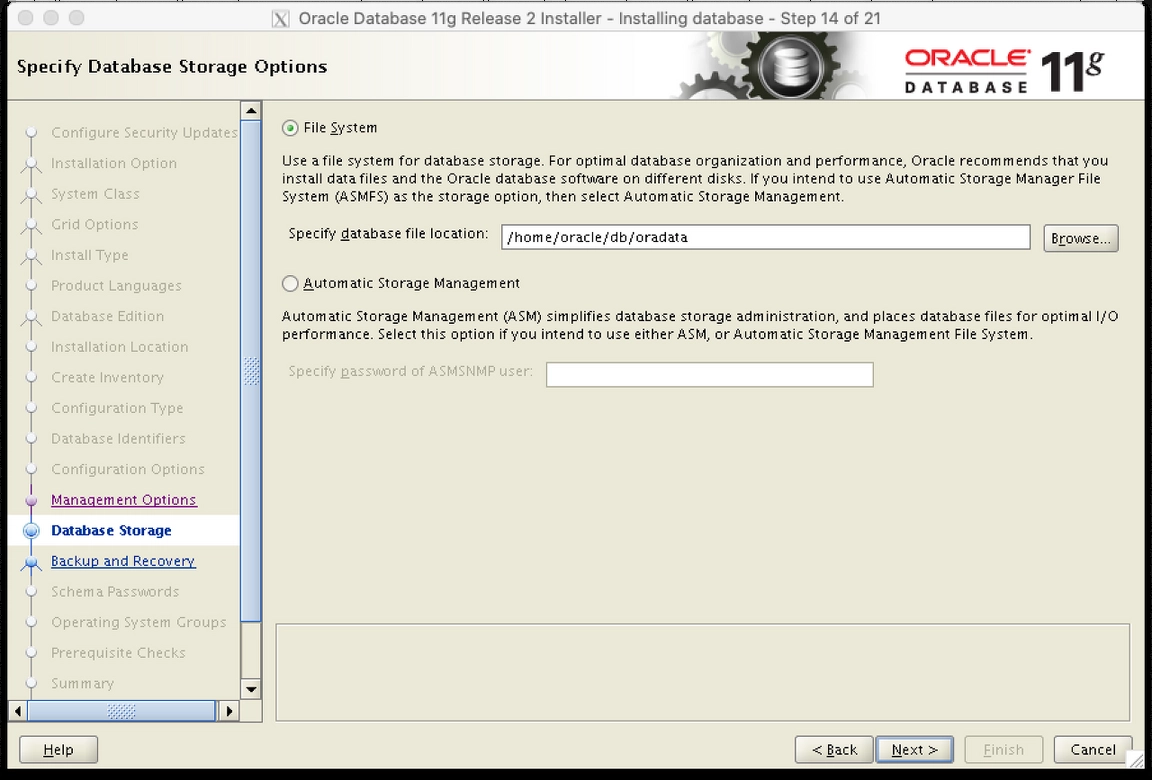 Oracle Database 11g Release 2 Installer - Installing database - Step 14 of 21
Specify Database Storage Options
ORACLE
DATABASE
11g
Configure Security Updates
Installation Option
System Class
Grid Options
Install Type
Product Languages
Database Edition
Installation Location
Create Inventory
Configuration Type
Database Identifiers
Configuration Options
Management Options
Database Storage
Backup and Recovery
Schema Passwords
Operating System Groups
Prerequisite Checks
Summary
File System
Use a file system for database storage. For optimal database organization and performance, Oracle recommends that you
install data files and the Oracle database software on different disks. If you intend to use Automatic Storage Manager File
System (ASMFS) as the storage option, then select Automatic Storage Management.
Specify database file location: /home/oracle/db/oradata Browse...
Automatic Storage Management
Automatic Storage Management (ASM) simplifies database storage administration, and places database files for optimal I/O
performance. Select this option if you intend to use either ASM, or Automatic Storage Management File System.
Specify password of ASMSNMP user:
Help < Back Next > Finish Cancel